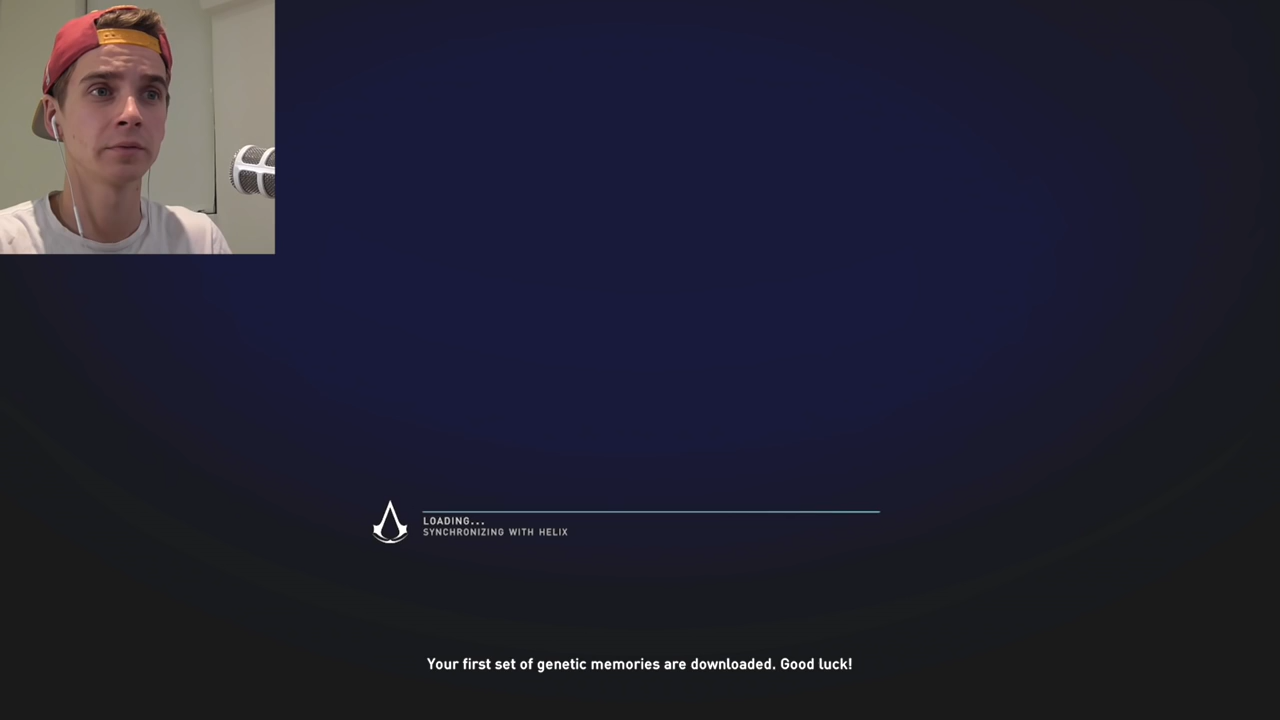 LOADING...
SYNCHRONIZING WITH HELIX
Your first set of genetic memories are downloaded. Good luck!